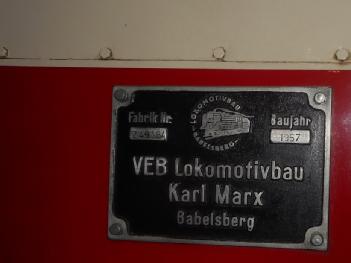 LOKOMOTIVBAU
BABELSBERG
Fabrik Nr.
Baujahr
1957
VEB Lokomotivbau
Karl Marx
Babelsberg